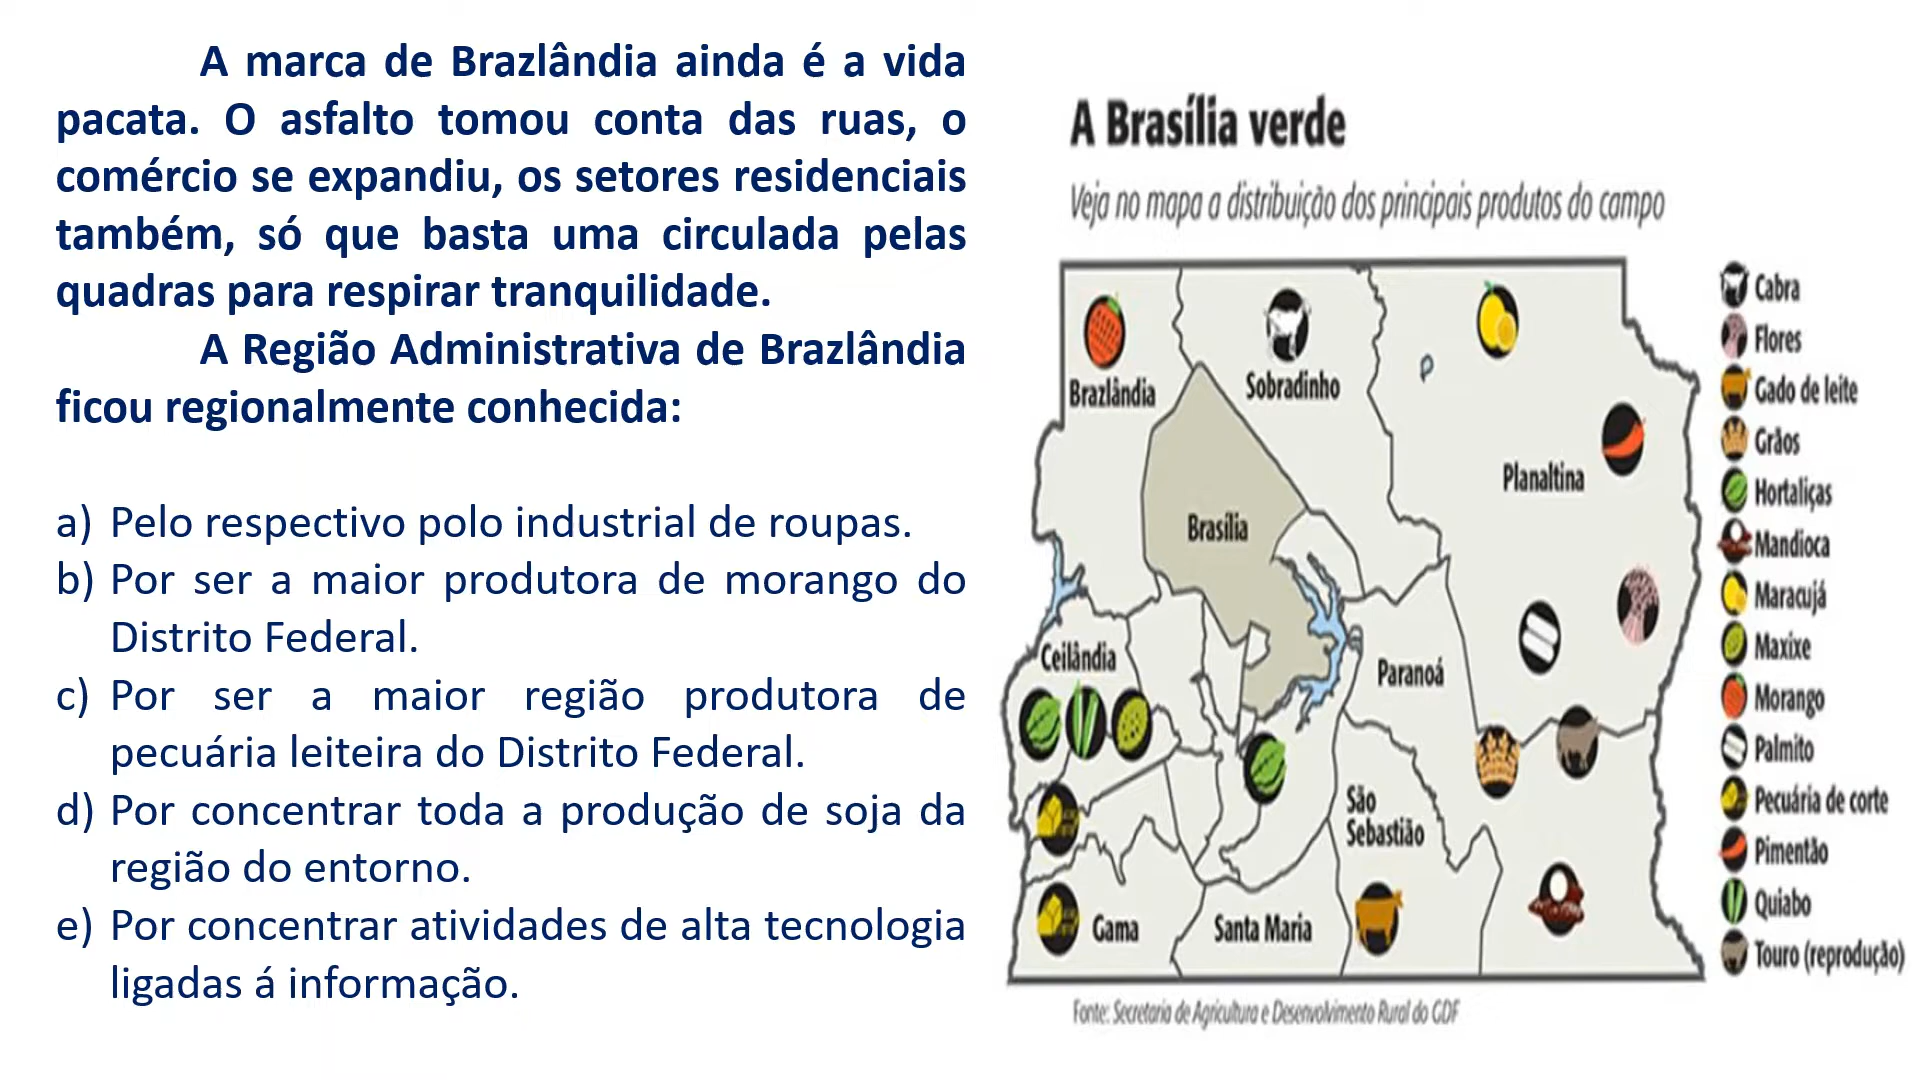 A marca de Brazlândia ainda é a vida
pacata. O asfalto tomou conta das ruas, o
comércio se expandiu, os setores residenciais
também, só que basta uma circulada pelas
quadras para respirar tranquilidade.
A Região Administrativa de Brazlândia
ficou regionalmente conhecida:
a) Pelo respectivo polo industrial de roupas.
b) Por ser a maior produtora de morango do
Distrito Federal.
c) Por ser a maior região produtora de
pecuária leiteira do Distrito Federal.
d) Por concentrar toda a produção de soja da
região do entorno.
e) Por concentrar atividades de alta tecnologia
ligadas á informação.
A Brasília verde
Veja no mapa a distribuição dos principais produtos do campo
Brazlândia
Sobradinho
Planaltina
Brasília
Ceilândia
Paranoá
São
Sebastião
Gama
Santa Maria
Cabra
Flores
Gado de leite
Grãos
Hortaliças
Mandioca
Maracujá
Maxixe
Morango
Palmito
Pecuária de corte
Pimentão
Quiabo
Touro (reprodução)
Fonte: Secretaria de Agricultura e Desenvolvimento Rural do GDF